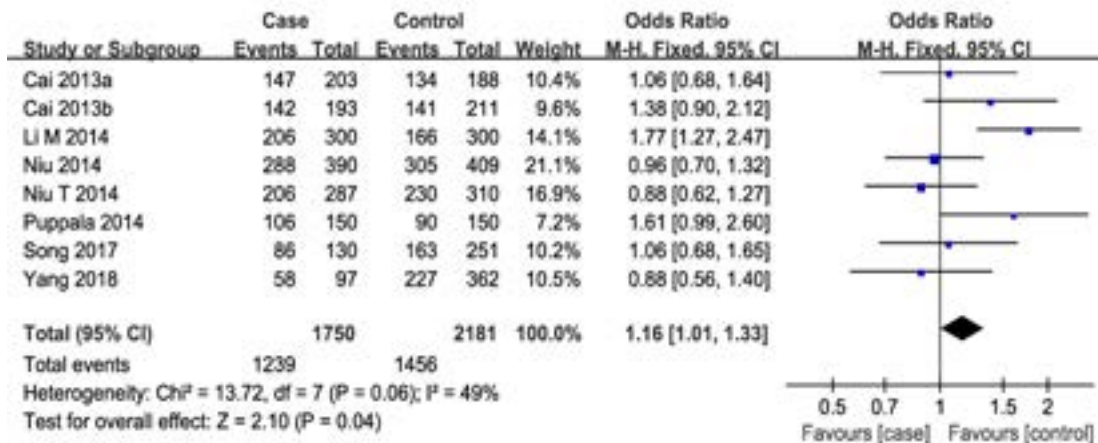 Case Control Odds Ratio Odds Ratio
Study or Subgroup Events Total Events Total Weight M-H. Fixed. 95% CI M-H. Fixed. 95% CI
Cai 2013a 147 203 134 188 10.4% 1.06 [0.68, 1.64]
Cai 2013b 142 193 141 211 9.6% 1.38 [0.90, 2.12]
Li M 2014 206 300 166 300 14.1% 1.77 [1.27, 2.47]
Niu 2014 288 390 305 409 21.1% 0.96 [0.70, 1.32]
Niu T 2014 206 287 230 310 16.9% 0.88 [0.62, 1.27]
Puppala 2014 106 150 90 150 7.2% 1.61 [0.99, 2.60]
Song 2017 86 130 163 251 10.2% 1.06 [0.68, 1.65]
Yang 2018 58 97 227 362 10.5% 0.88 [0.56, 1.40]
Total (95% CI) 1750 2181 100.0% 1.16 [1.01, 1.33]
Total events 1239 1456
Heterogeneity: Chi² = 13.72, df = 7 (P = 0.06); I² = 49%
Test for overall effect: Z = 2.10 (P = 0.04)
0.5 0.7 1 1.5 2
Favours [case] Favours [control]